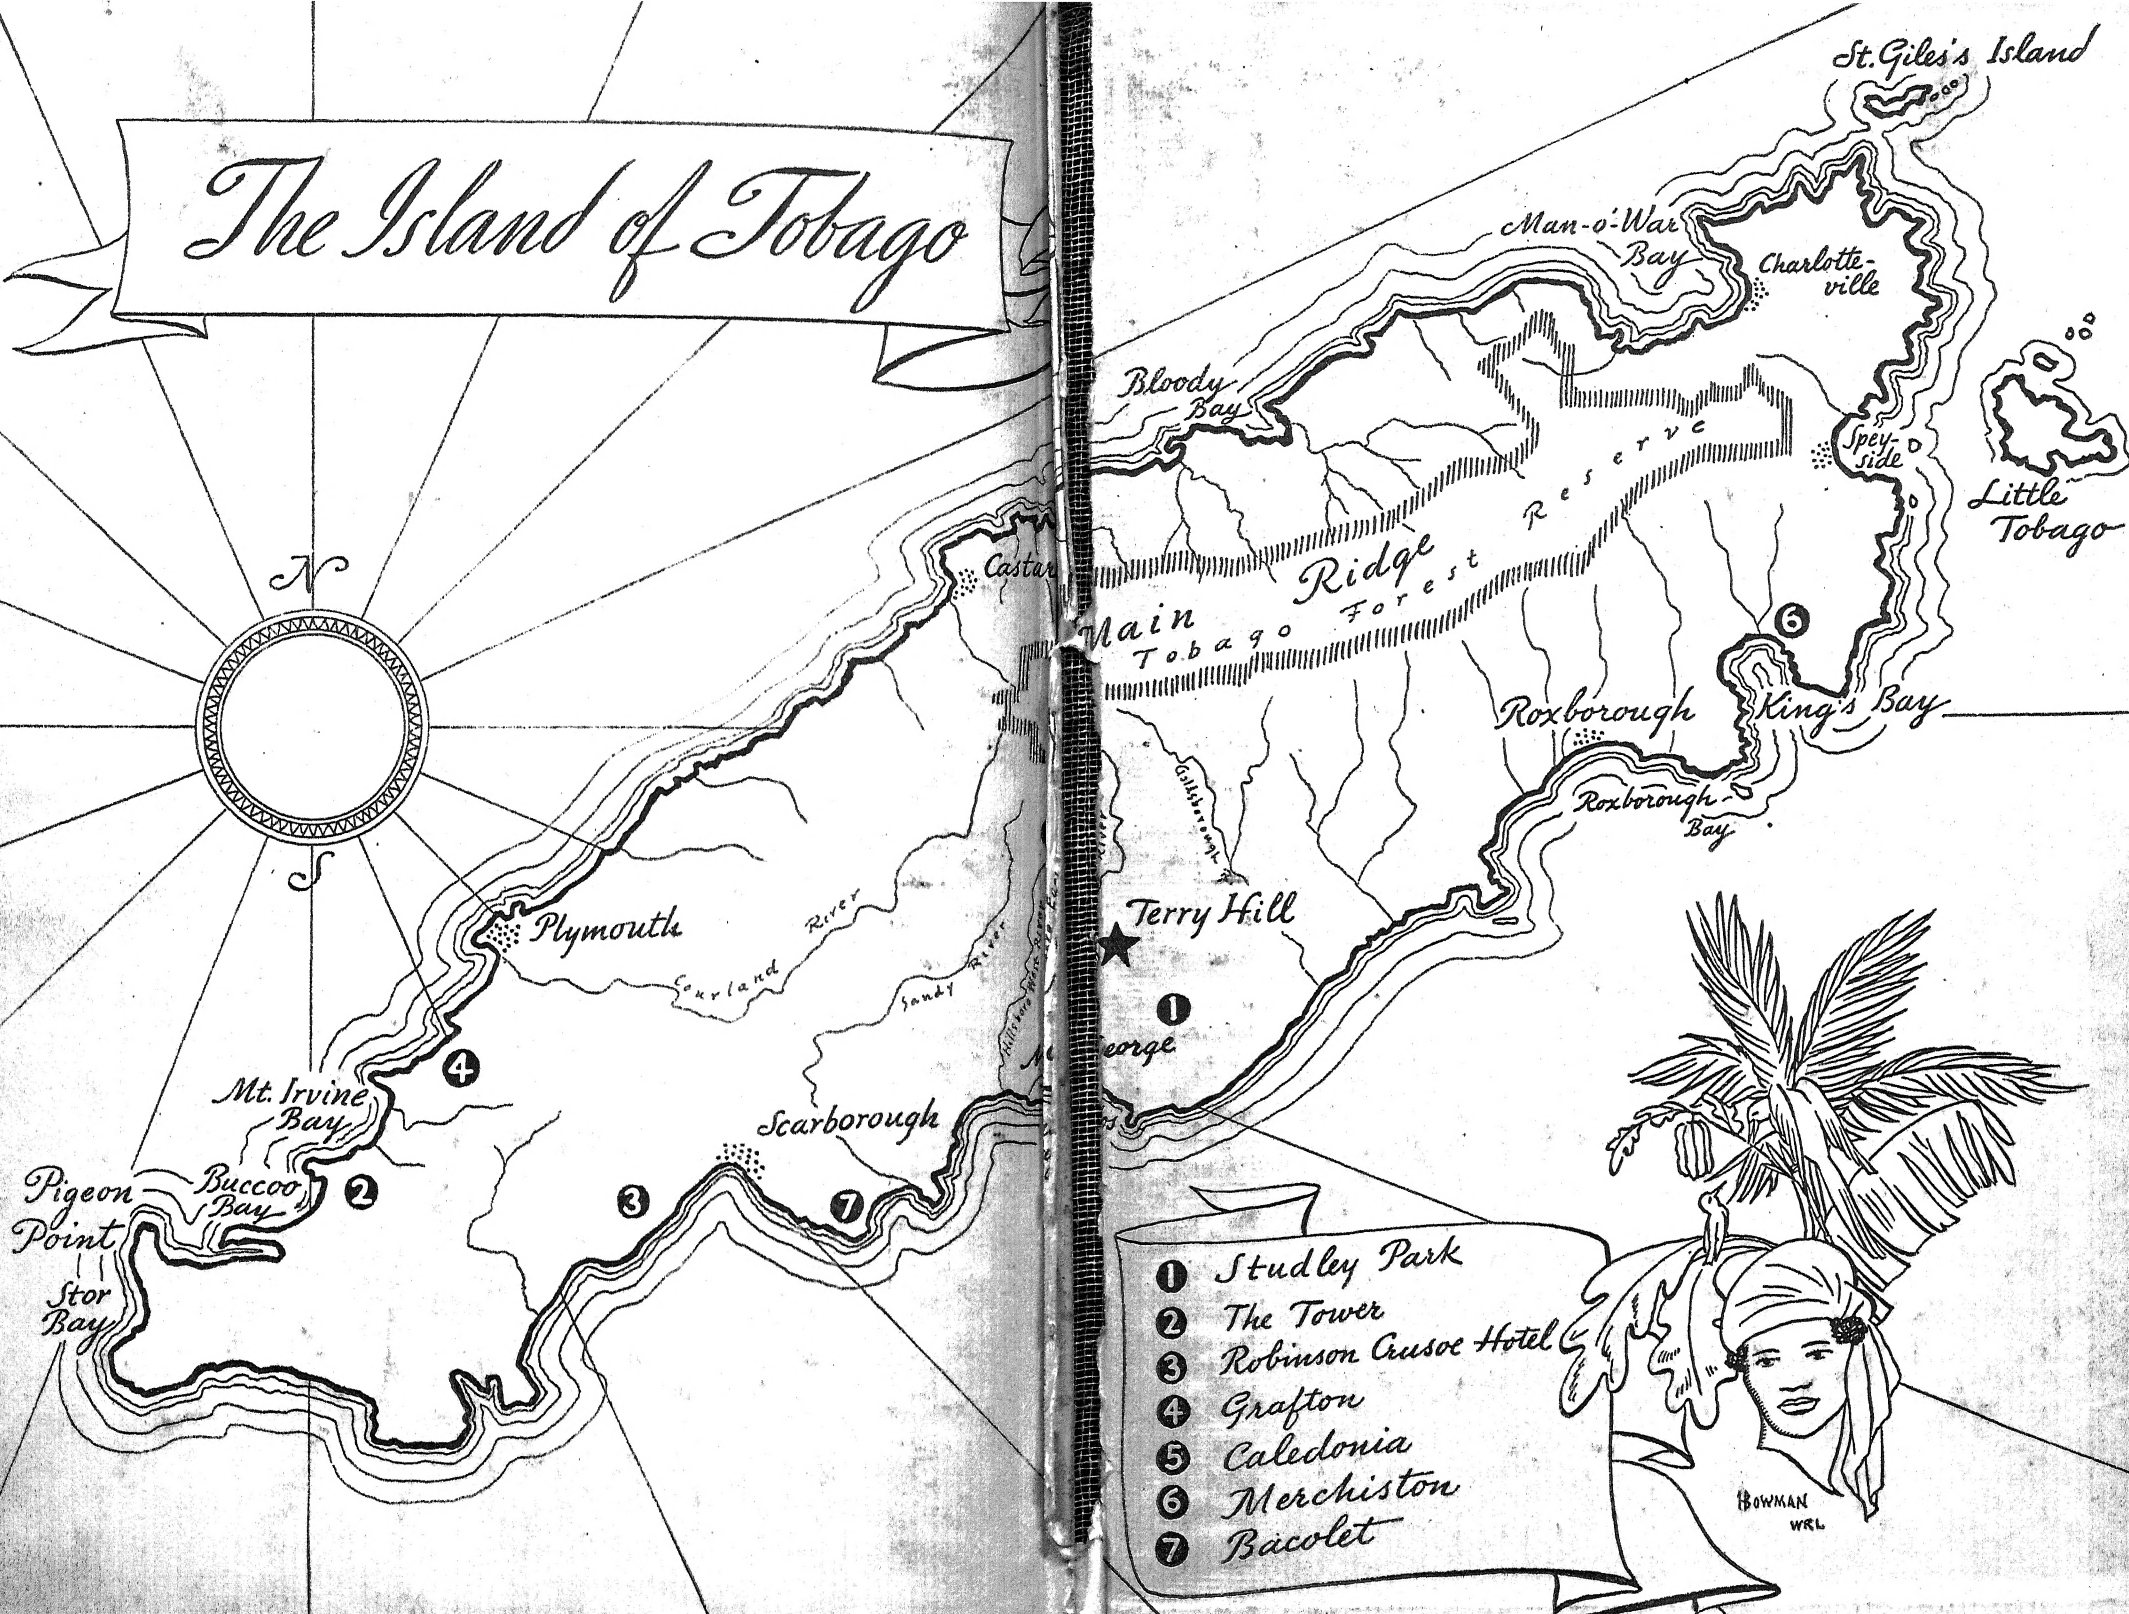 St. Giles's Island
The Island of Tobago
Man-o'-War
Bay
Charlotte-
ville
Bloody
Bay
Spey-
side
Little
Tobago
Reserve
N
Castar
Main Ridge
Tobago Forest
6
Roxborough
King's Bay
Roxborough
Bay
Goldsborough
River
S
Plymouth
Courland River
Sandy River
Terry Hill
1
eorge
4
Mt. Irvine
Bay
Scarborough
Pigeon
Point
Buccoo
Bay
2
3
7
Stor
Bay
1 Studley Park
2 The Tower
3 Robinson Crusoe Hotel
4 Grafton
5 Caledonia
6 Merchiston
7 Bacolet
BOWMAN
WRL